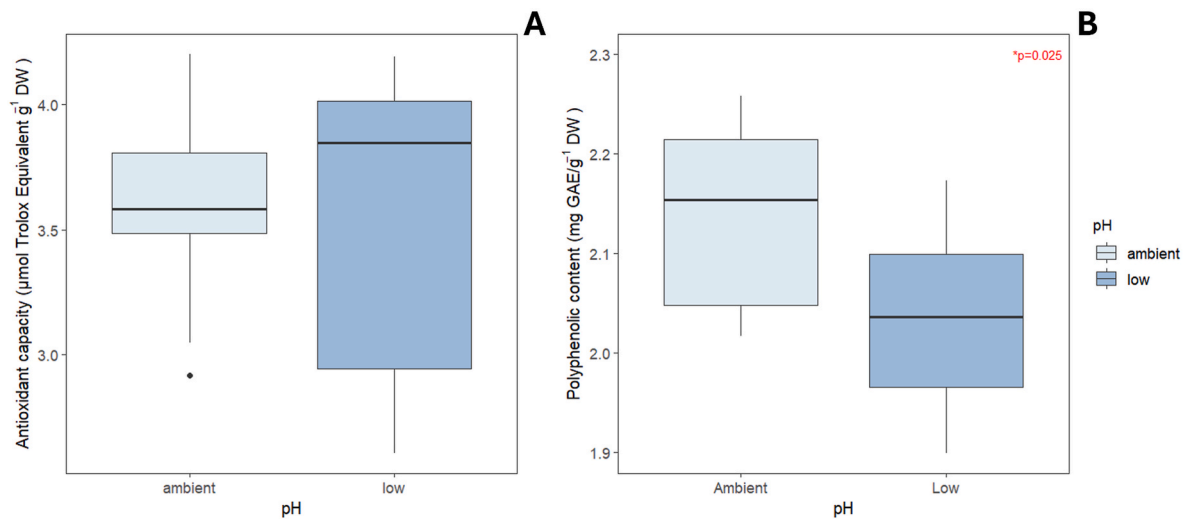 A
Antioxidant capacity (µmol Trolox Equivalent g̅¹ DW )
4.0
3.5
3.0
ambient low
pH
B
*p=0.025
Polyphenolic content (mg GAE/g̅¹ DW )
2.3
2.2
2.1
2.0
1.9
Ambient Low
pH
pH
ambient
low